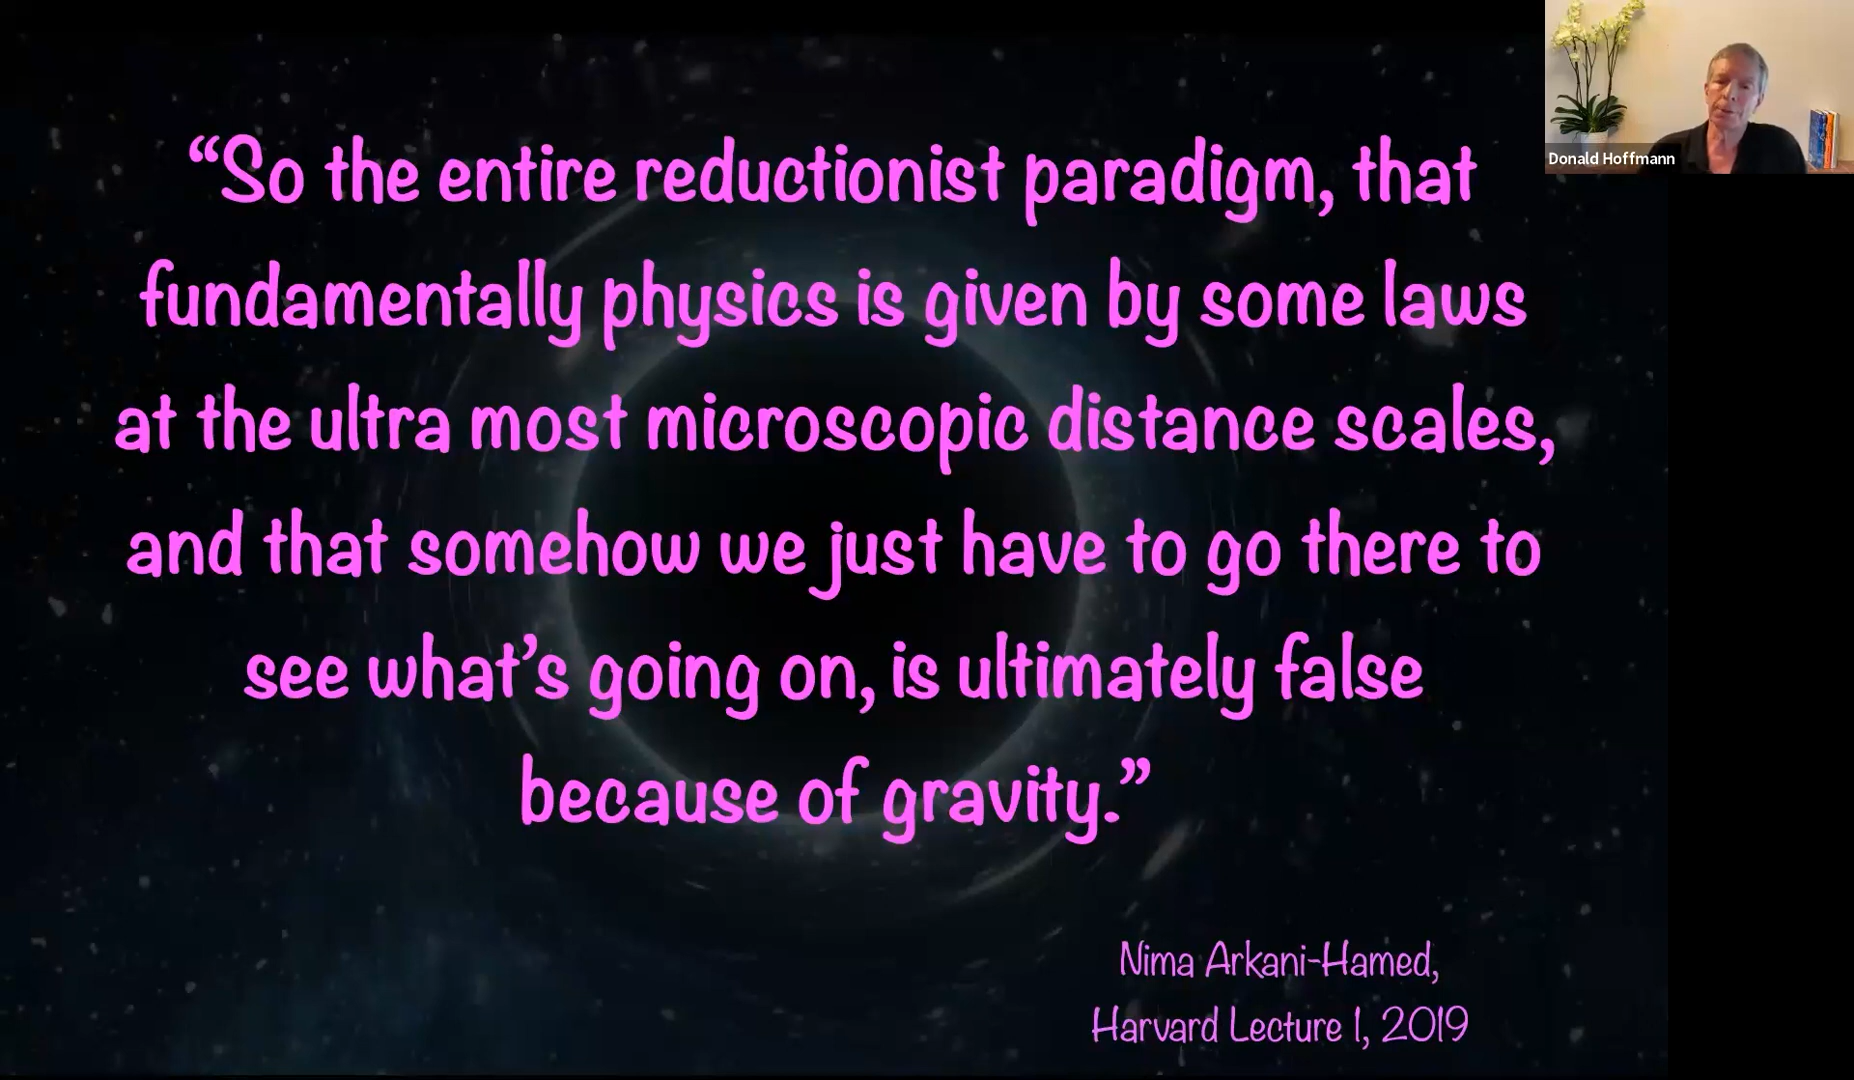 “So the entire reductionist paradigm, that
fundamentally physics is given by some laws
at the ultra most microscopic distance scales,
and that somehow we just have to go there to
see what’s going on, is ultimately false
because of gravity.”
Nima Arkani-Hamed,
Harvard Lecture 1, 2019
Donald Hoffmann